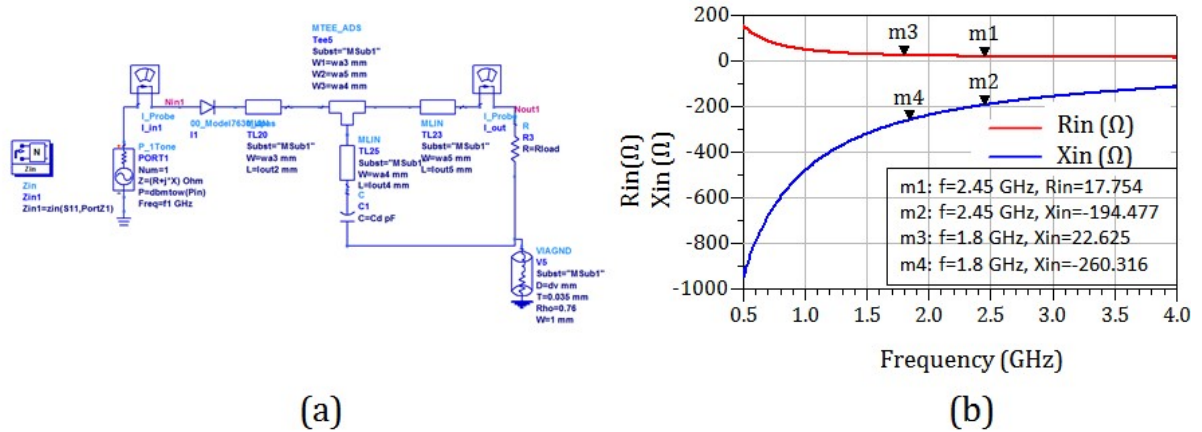 MTEE_ADS
Tee5
Subst="MSub1"
W1=wa3 mm
W2=wa5 mm
W3=wa4 mm
I_Probe
I_in1
Nin1
I1
TL20
Subst="MSub1"
W=wa3 mm
L=lout2 mm
MLIN
TL23
Subst="MSub1"
W=wa5 mm
L=lout5 mm
I_Probe
I_out
Nout1
R
R3
R=Rload
MLIN
TL25
Subst="MSub1"
W=wa4 mm
L=lout4 mm
C
C1
C=Cd pF
P_1Tone
PORT1
Num=1
Z=(R+j*X) Ohm
P=dbmtow(Pin)
Freq=f1 GHz
N
Zin
Zin
Zin1
Zin1=zin(S11,PortZ1)
VIAGND
V5
Subst="MSub1"
D=dv mm
T=0.035 mm
Rho=0.76
W=1 mm
(a)
Rin(Ω)
Xin (Ω)
200
0
-200
-400
-600
-800
-1000
m3
m1
m4
m2
Rin (Ω)
Xin (Ω)
m1: f=2.45 GHz, Rin=17.754
m2: f=2.45 GHz, Xin=-194.477
m3: f=1.8 GHz, Xin=22.625
m4: f=1.8 GHz, Xin=-260.316
0.5 1.0 1.5 2.0 2.5 3.0 3.5 4.0
Frequency (GHz)
(b)